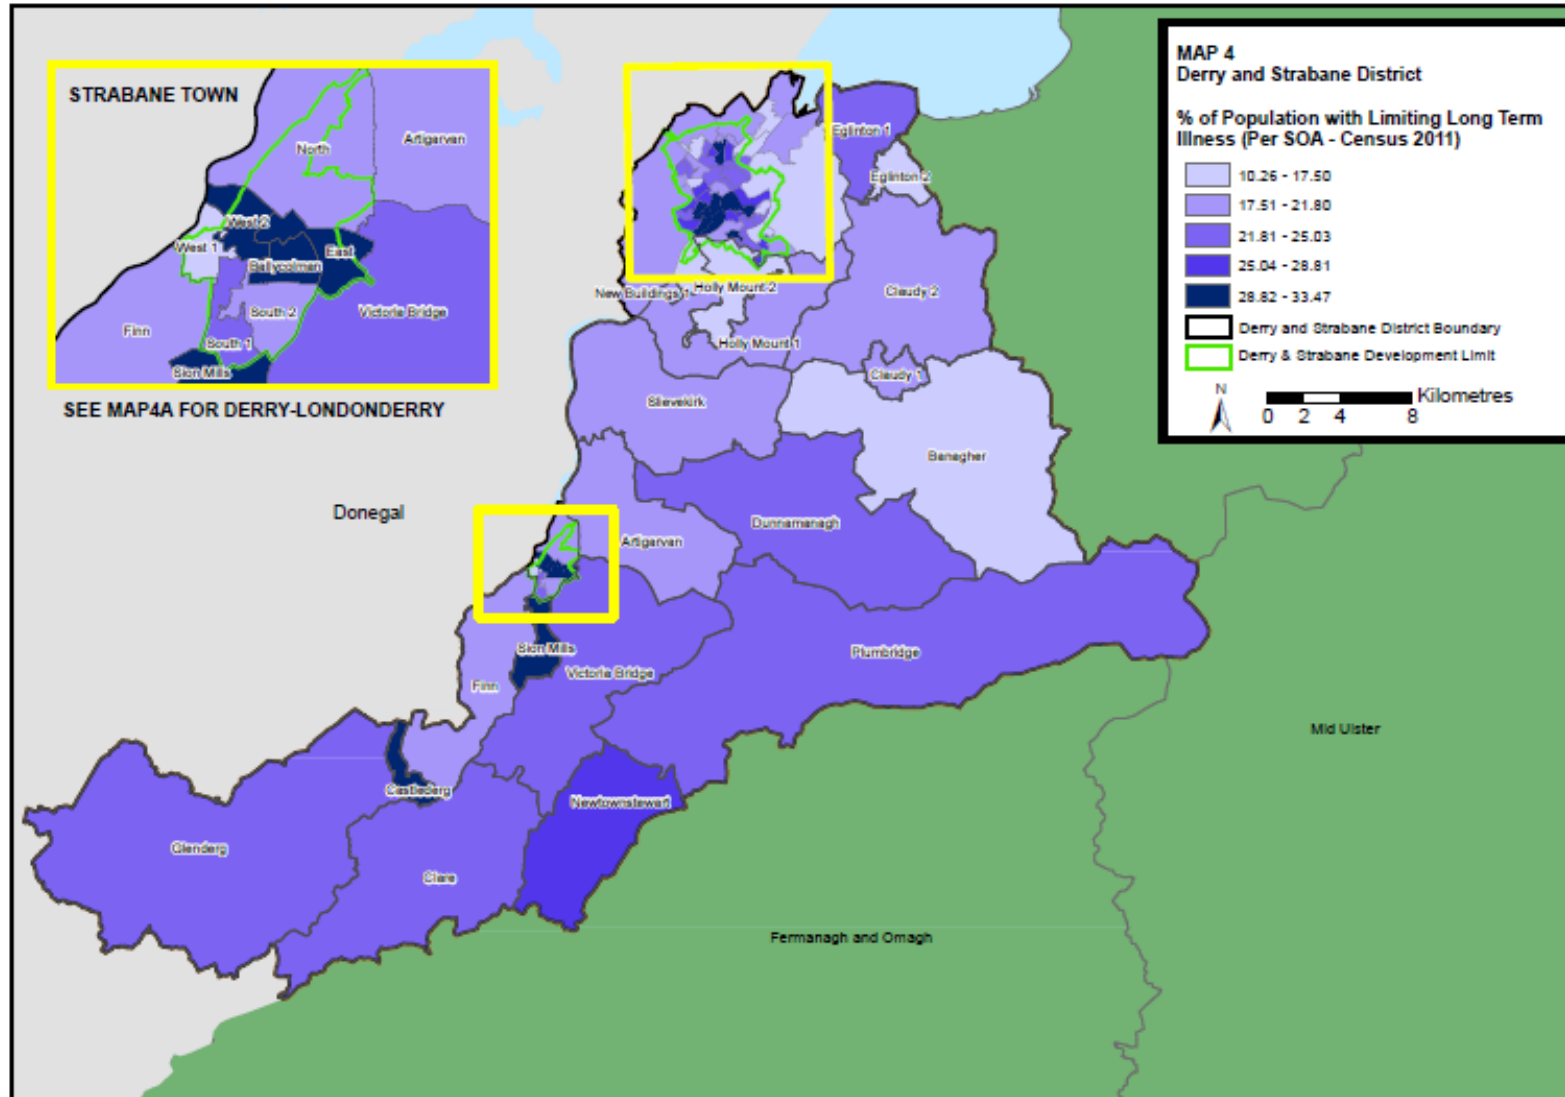 STRABANE TOWN
North
Artigarvan
West 2
West 1
East
Ballycolman
South 2
Victoria Bridge
Finn
South 1
Sion Mills
SEE MAP4A FOR DERRY-LONDONDERRY
MAP 4
Derry and Strabane District
% of Population with Limiting Long Term
Illness (Per SOA - Census 2011)
10.26 - 17.50
17.51 - 21.80
21.81 - 25.03
25.04 - 28.81
28.82 - 33.47
Derry and Strabane District Boundary
Derry & Strabane Development Limit
N
Kilometres
0 2 4 8
Eglinton 1
Eglinton 2
New Buildings 1
Holly Mount 2
Claudy 2
Holly Mount 1
Claudy 1
Slievekirk
Banagher
Donegal
Dunnamanagh
Artigarvan
Sion Mills
Victoria Bridge
Plumbridge
Finn
Mid Ulster
Castlederg
Newtownstewart
Glenderg
Clare
Fermanagh and Omagh